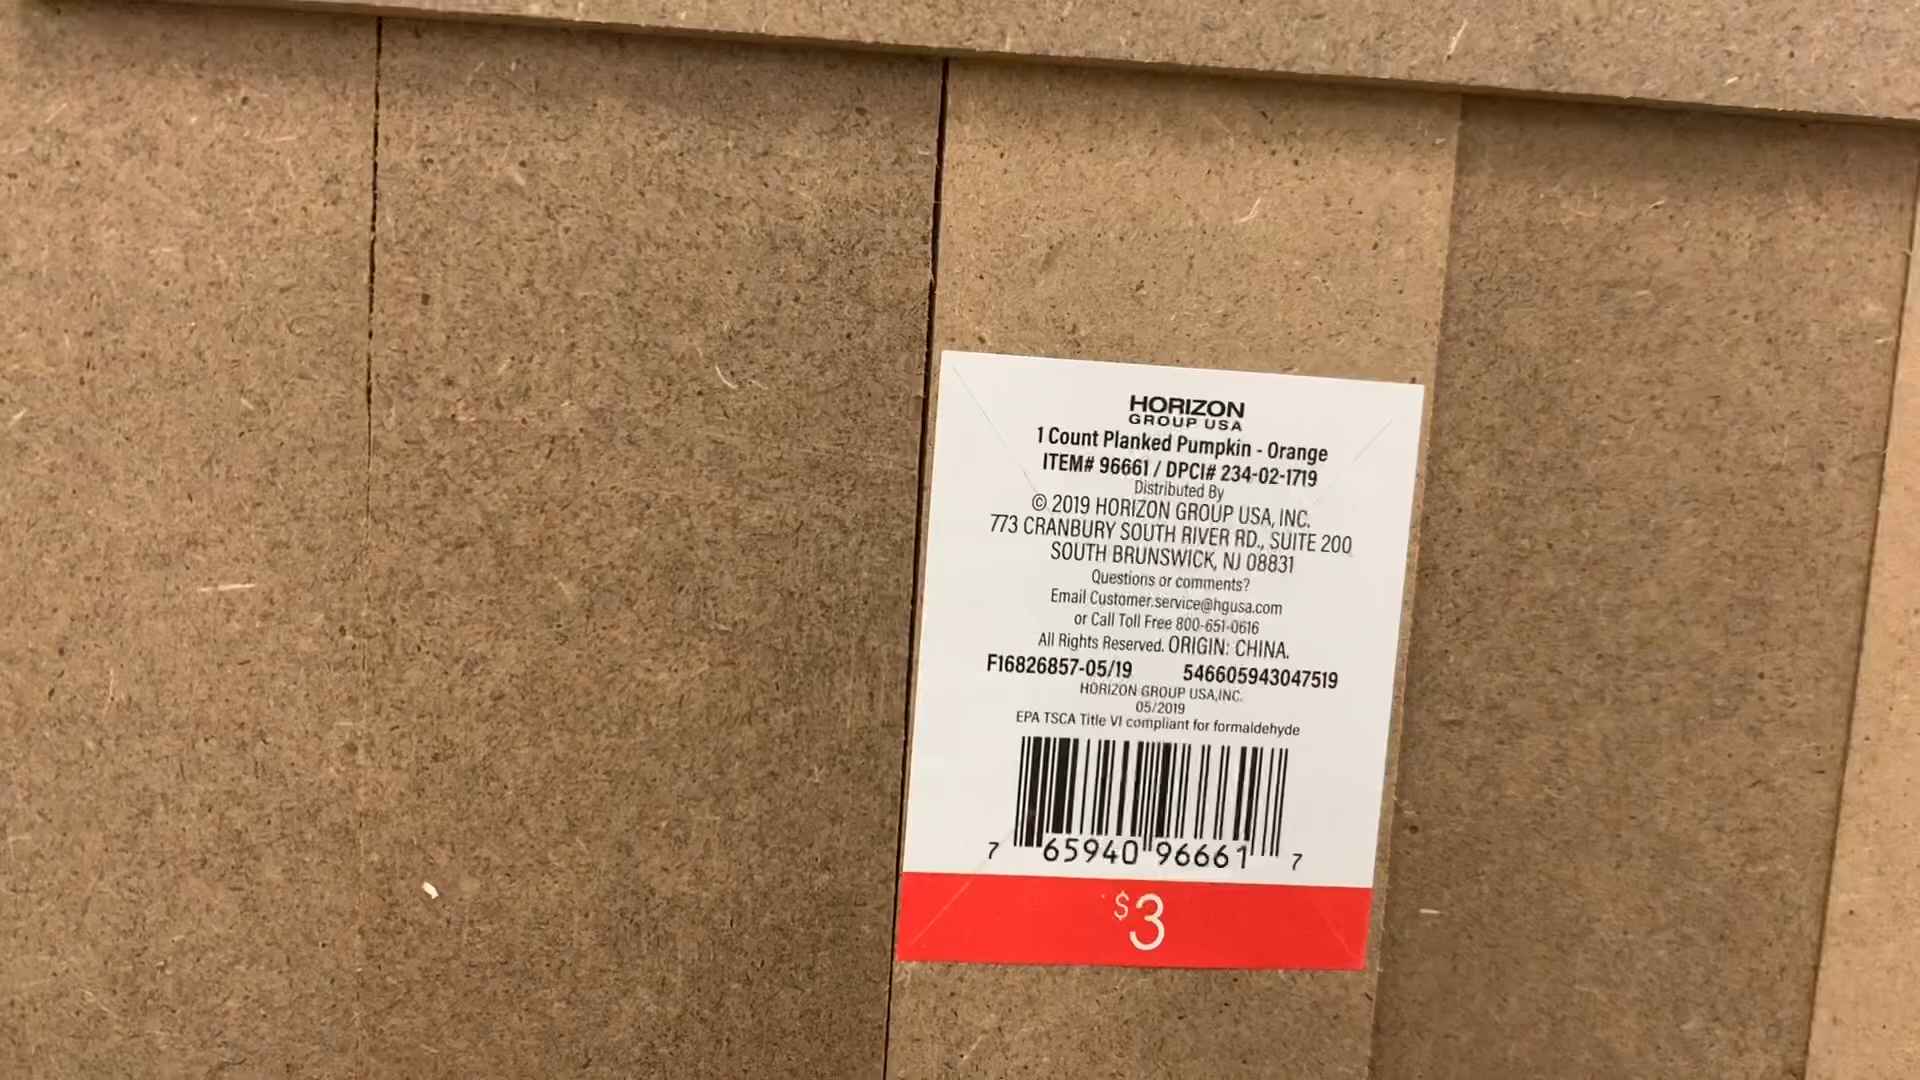 HORIZON
GROUP USA
1 Count Planked Pumpkin - Orange
ITEM# 96661 / DPCI# 234-02-1719
Distributed By
© 2019 HORIZON GROUP USA, INC.
773 CRANBURY SOUTH RIVER RD., SUITE 200
SOUTH BRUNSWICK, NJ 08831
Questions or comments?
Email Customer.service@hgusa.com
or Call Toll Free 800-651-0616
All Rights Reserved. ORIGIN: CHINA.
F16826857-05/19 546605943047519
HORIZON GROUP USA,INC.
05/2019
EPA TSCA Title VI compliant for formaldehyde
7 65940 96661 7
$3